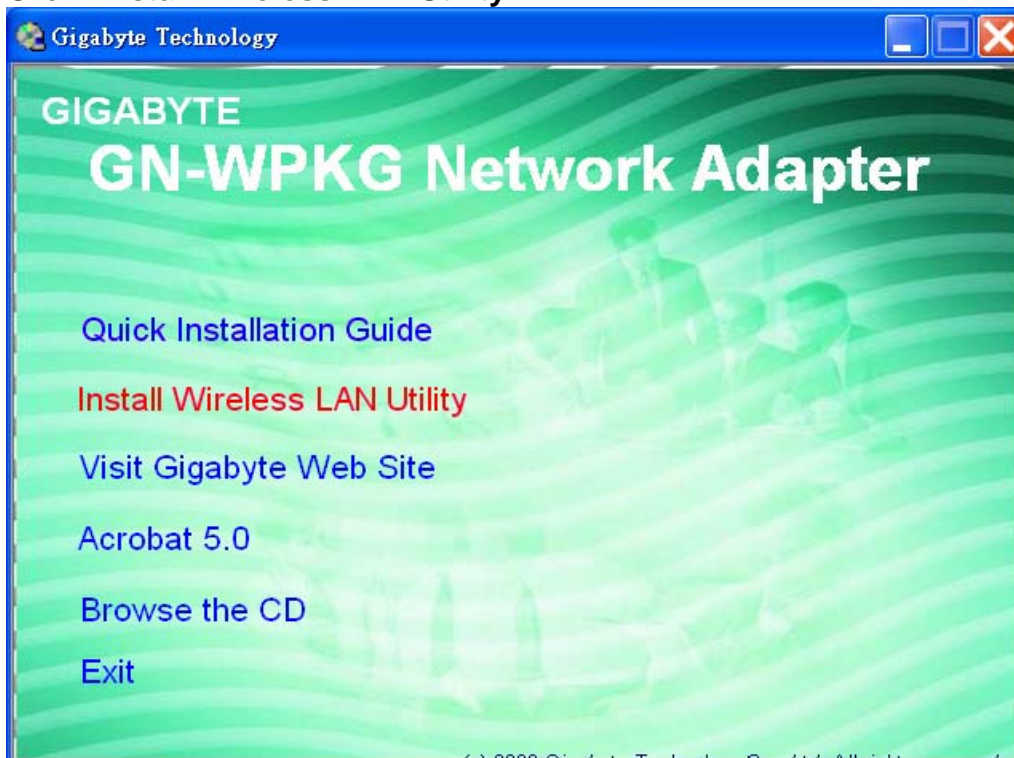 Gigabyte Technology
GIGABYTE
GN-WPKG Network Adapter
Quick Installation Guide
Install Wireless LAN Utility
Visit Gigabyte Web Site
Acrobat 5.0
Browse the CD
Exit